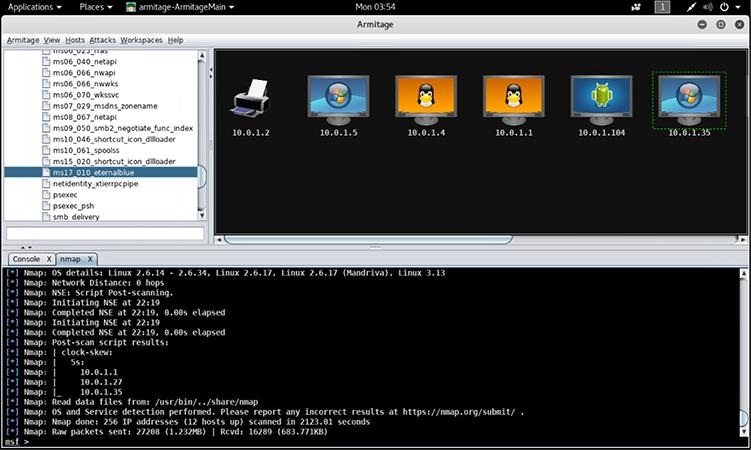 Applications ▾ Places ▾ armitage-ArmitageMain ▾ Mon 03:54 1
Armitage
Armitage View Hosts Attacks Workspaces Help
ms06_025_rras
ms06_040_netapi
ms06_066_nwapi
ms06_066_nwwks
ms06_070_wkssvc
ms07_029_msdns_zonename
ms08_067_netapi
ms09_050_smb2_negotiate_func_index
ms10_046_shortcut_icon_dllloader
ms10_061_spoolss
ms15_020_shortcut_icon_dllloader
ms17_010_eternalblue
netidentity_xtierrpcpipe
psexec
psexec_psh
smb_delivery
10.0.1.2 10.0.1.5 10.0.1.4 10.0.1.1 10.0.1.104 10.0.1.35
Console X nmap X
[*] Nmap: OS details: Linux 2.6.14 - 2.6.34, Linux 2.6.17, Linux 2.6.17 (Mandriva), Linux 3.13
[*] Nmap: Network Distance: 0 hops
[*] Nmap: NSE: Script Post-scanning.
[*] Nmap: Initiating NSE at 22:19
[*] Nmap: Completed NSE at 22:19, 0.00s elapsed
[*] Nmap: Initiating NSE at 22:19
[*] Nmap: Completed NSE at 22:19, 0.00s elapsed
[*] Nmap: Post-scan script results:
[*] Nmap: | clock-skew:
[*] Nmap: | 5s:
[*] Nmap: | 10.0.1.1
[*] Nmap: | 10.0.1.27
[*] Nmap: |_ 10.0.1.35
[*] Nmap: Read data files from: /usr/bin/../share/nmap
[*] Nmap: OS and Service detection performed. Please report any incorrect results at https://nmap.org/submit/ .
[*] Nmap: Nmap done: 256 IP addresses (12 hosts up) scanned in 2123.01 seconds
[*] Nmap: Raw packets sent: 27208 (1.232MB) | Rcvd: 16289 (683.771KB)
msf >